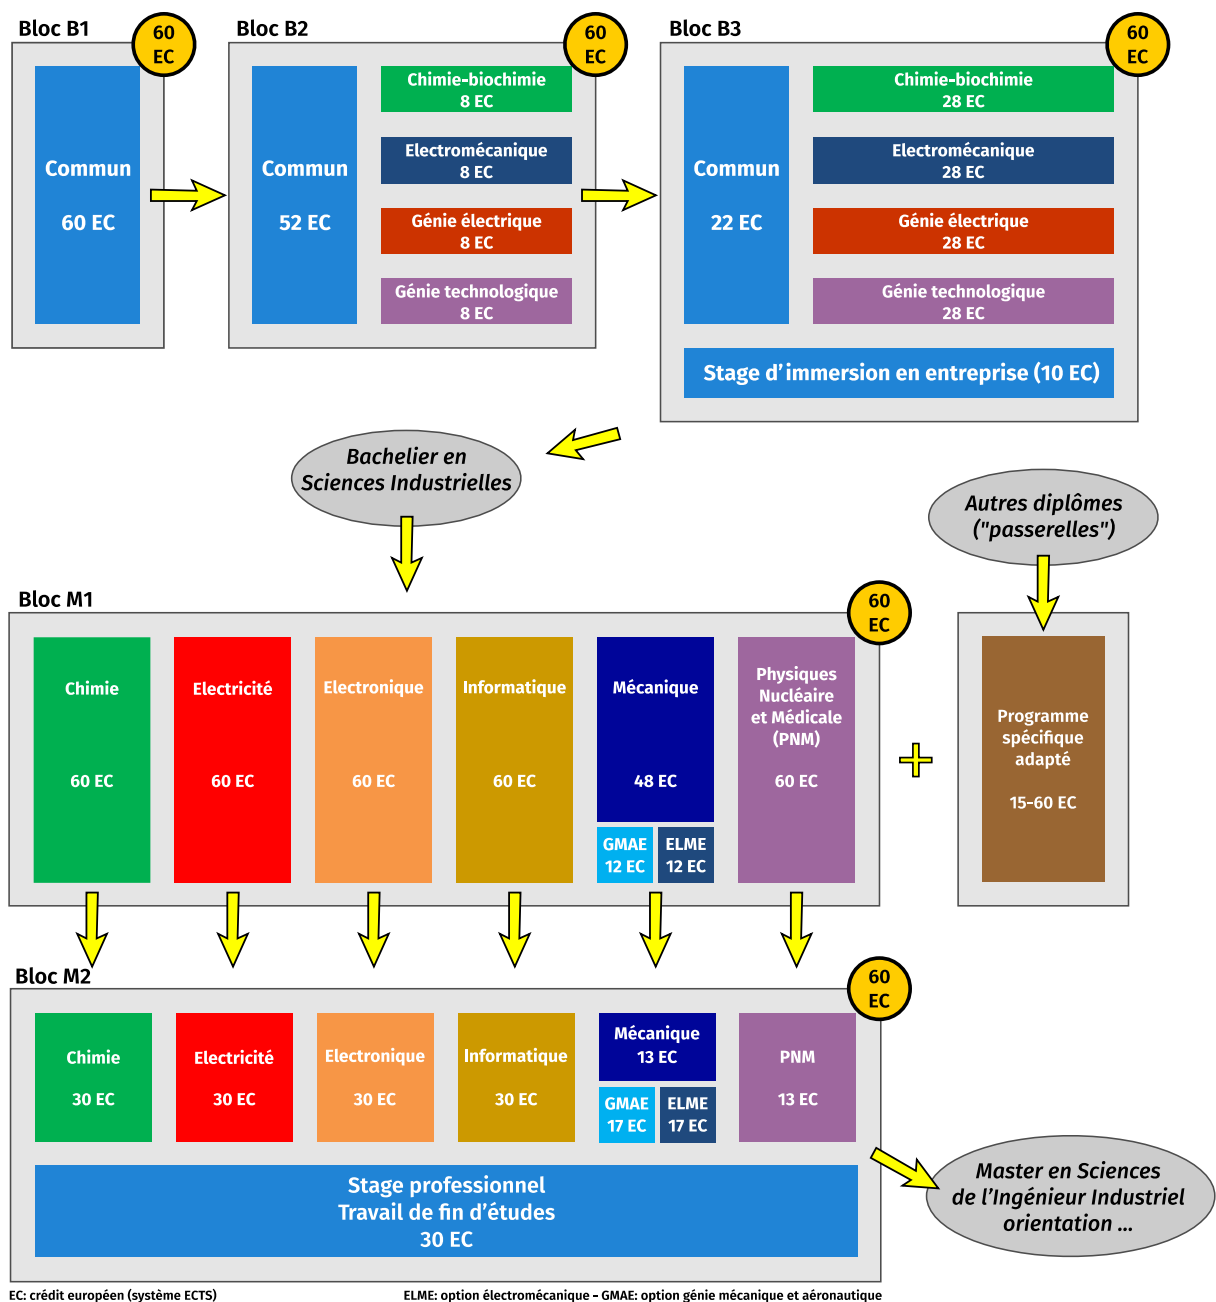 Bloc B1
60
EC
Commun
60 EC
Bloc B2
60
EC
Commun
52 EC
Chimie-biochimie
8 EC
Electromécanique
8 EC
Génie électrique
8 EC
Génie technologique
8 EC
Bloc B3
60
EC
Commun
22 EC
Chimie-biochimie
28 EC
Electromécanique
28 EC
Génie électrique
28 EC
Génie technologique
28 EC
Stage d'immersion en entreprise (10 EC)
Bachelier en
Sciences Industrielles
Autres diplômes
("passerelles")
Bloc M1
60
EC
Chimie
60 EC
Electricité
60 EC
Electronique
60 EC
Informatique
60 EC
Mécanique
48 EC
GMAE
12 EC
ELME
12 EC
Physiques
Nucléaire
et Médicale
(PNM)
60 EC
+
Programme
spécifique
adapté
15-60 EC
Bloc M2
60
EC
Chimie
30 EC
Electricité
30 EC
Electronique
30 EC
Informatique
30 EC
Mécanique
13 EC
GMAE
17 EC
ELME
17 EC
PNM
13 EC
Stage professionnel
Travail de fin d'études
30 EC
Master en Sciences
de l'Ingénieur Industriel
orientation ...
EC: crédit européen (système ECTS)
ELME: option électromécanique - GMAE: option génie mécanique et aéronautique